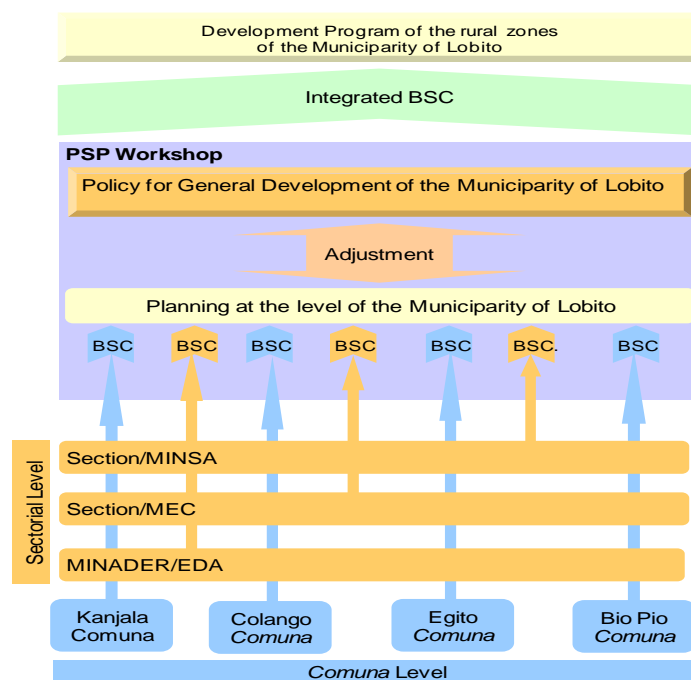 Development Program of the rural zones
of the Municiparity of Lobito
Integrated BSC
PSP Workshop
Policy for General Development of the Municiparity of Lobito
Adjustment
Planning at the level of the Municiparity of Lobito
BSC BSC BSC BSC BSC BSC. BSC
Sectorial Level
Section/MINSA
Section/MEC
MINADER/EDA
Kanjala
Comuna
Colango
Comuna
Egito
Comuna
Bio Pio
Comuna
Comuna Level